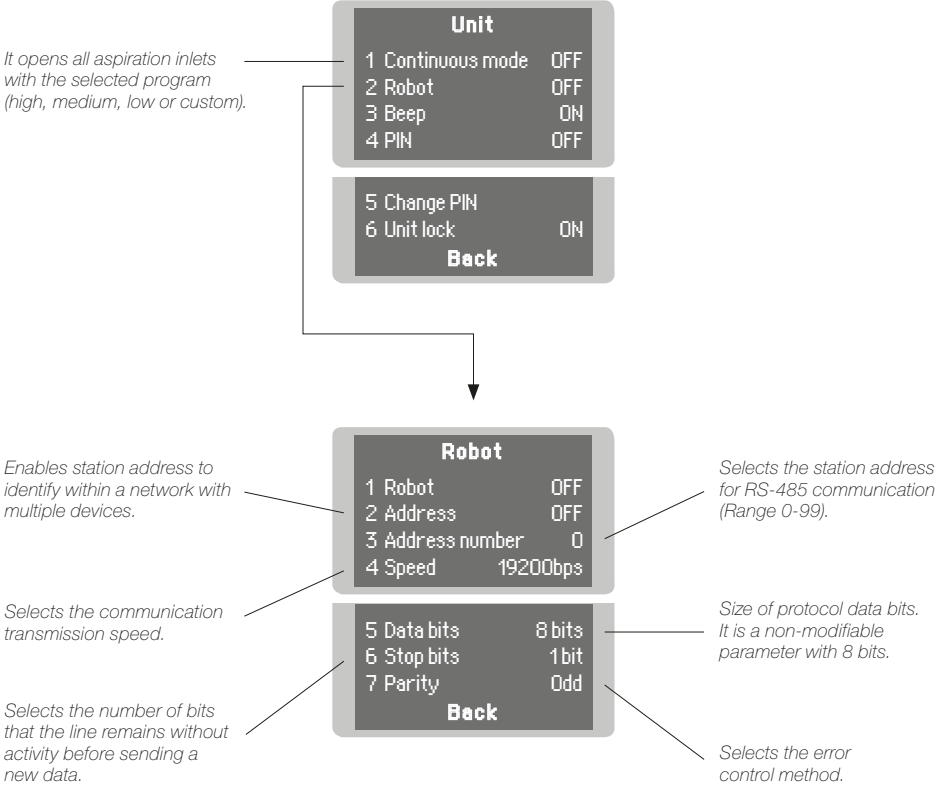 Unit
It opens all aspiration inlets
with the selected program
(high, medium, low or custom).
1 Continuous mode OFF
2 Robot OFF
3 Beep ON
4 PIN OFF
5 Change PIN
6 Unit lock ON
Back
Robot
Enables station address to
identify within a network with
multiple devices.
1 Robot OFF
2 Address OFF
3 Address number 0
4 Speed 19200bps
Selects the station address
for RS-485 communication
(Range 0-99).
Selects the communication
transmission speed.
5 Data bits 8 bits
6 Stop bits 1 bit
7 Parity Odd
Back
Size of protocol data bits.
It is a non-modifiable
parameter with 8 bits.
Selects the number of bits
that the line remains without
activity before sending a
new data.
Selects the error
control method.